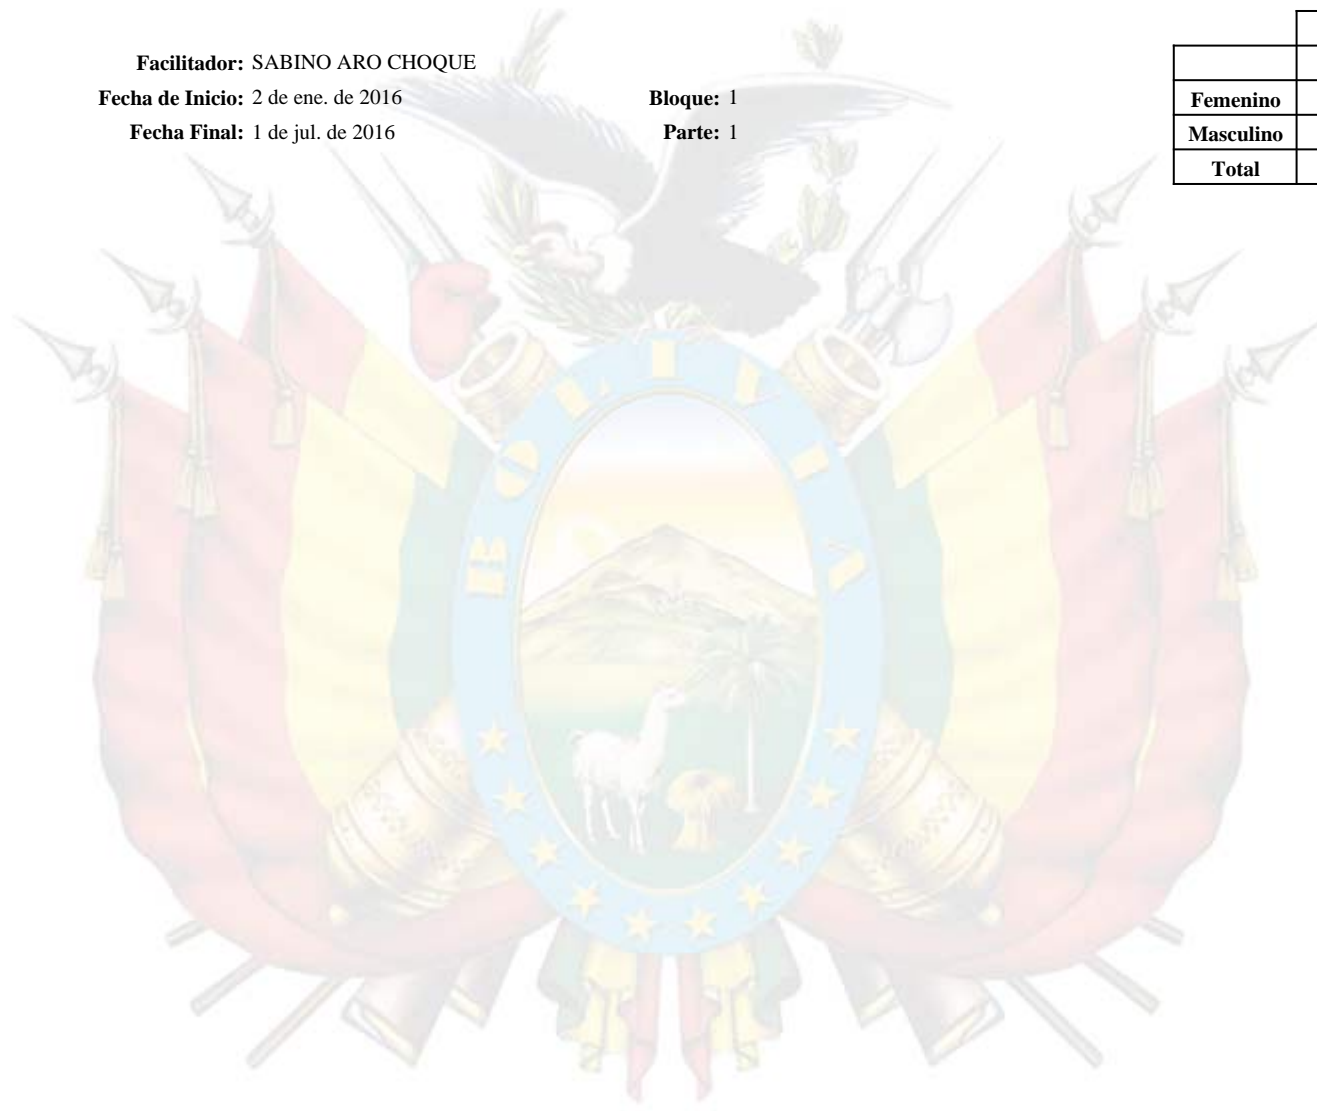 Facilitador: SABINO ARO CHOQUE
Fecha de Inicio: 2 de ene. de 2016 Bloque: 1
Fecha Final: 1 de jul. de 2016 Parte: 1
Femenino
Masculino
Total
BOLIVIA